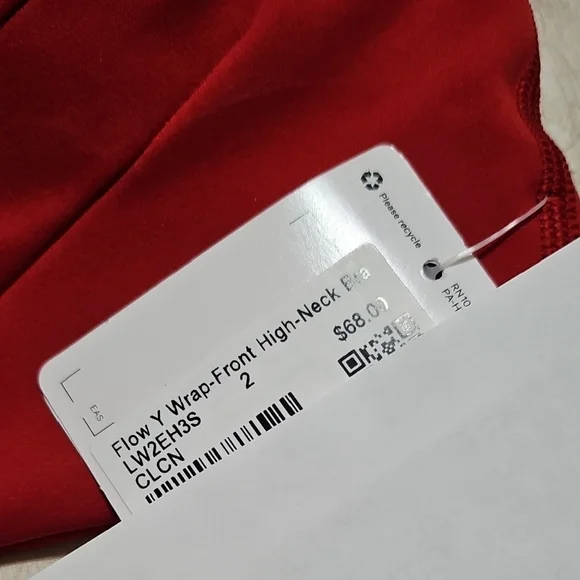 Please recycle
RN10
PA-H
Flow Y Wrap-Front High-Neck Bra
$68.00
LW2EH3S 2
CLCN
EAS